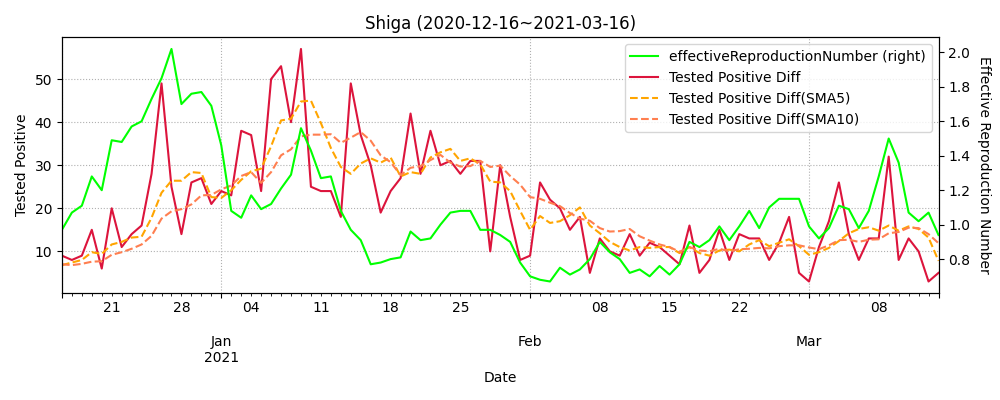 Shiga (2020-12-16~2021-03-16)
effectiveReproductionNumber (right)
Tested Positive Diff
Tested Positive Diff(SMA5)
Tested Positive Diff(SMA10)
Tested Positive
50
40
30
20
10
2.0
1.8
1.6
1.4
1.2
1.0
0.8
Effective Reproduction Number
21 28 04 11 18 25 08 15 22 08
Jan Feb Mar
2021
Date